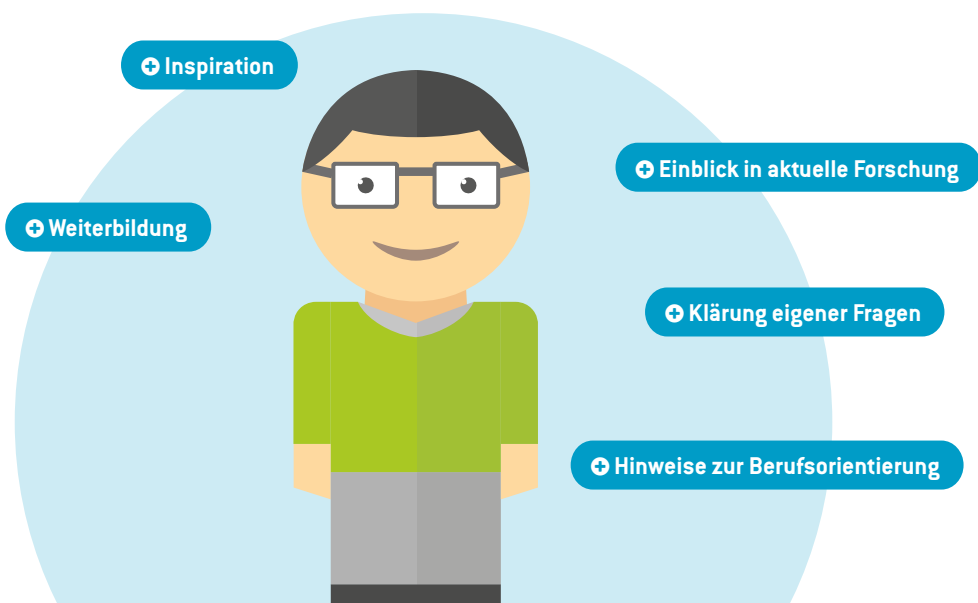 Inspiration
Einblick in aktuelle Forschung
Weiterbildung
Klärung eigener Fragen
Hinweise zur Berufsorientierung